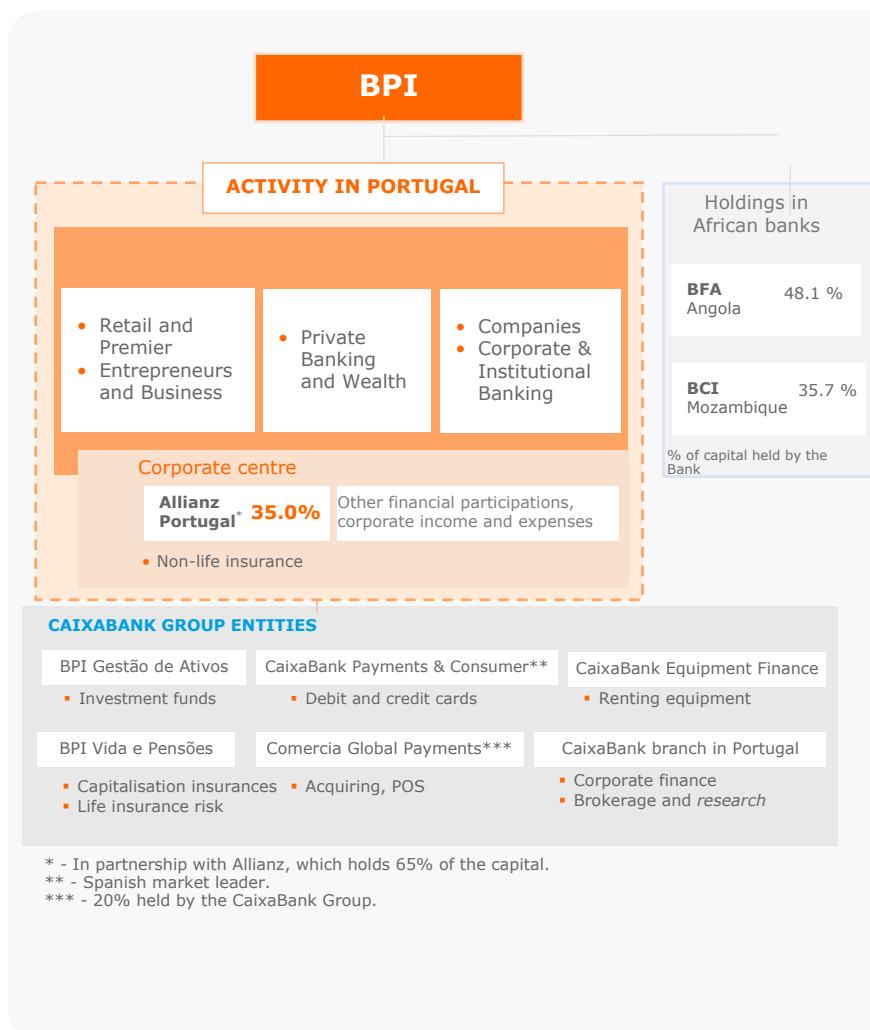 BPI
ACTIVITY IN PORTUGAL
• Retail and
Premier
• Entrepreneurs
and Business
• Private
Banking
and Wealth
• Companies
• Corporate &
Institutional
Banking
Corporate centre
Allianz
Portugal* 35.0%
Other financial participations,
corporate income and expenses
• Non-life insurance
Holdings in
African banks
BFA 48.1 %
Angola
BCI 35.7 %
Mozambique
% of capital held by the
Bank
CAIXABANK GROUP ENTITIES
BPI Gestão de Ativos
▪ Investment funds
CaixaBank Payments & Consumer**
▪ Debit and credit cards
CaixaBank Equipment Finance
▪ Renting equipment
BPI Vida e Pensões
▪ Capitalisation insurances
▪ Life insurance risk
Comercia Global Payments***
▪ Acquiring, POS
CaixaBank branch in Portugal
▪ Corporate finance
▪ Brokerage and research
* - In partnership with Allianz, which holds 65% of the capital.
** - Spanish market leader.
*** - 20% held by the CaixaBank Group.